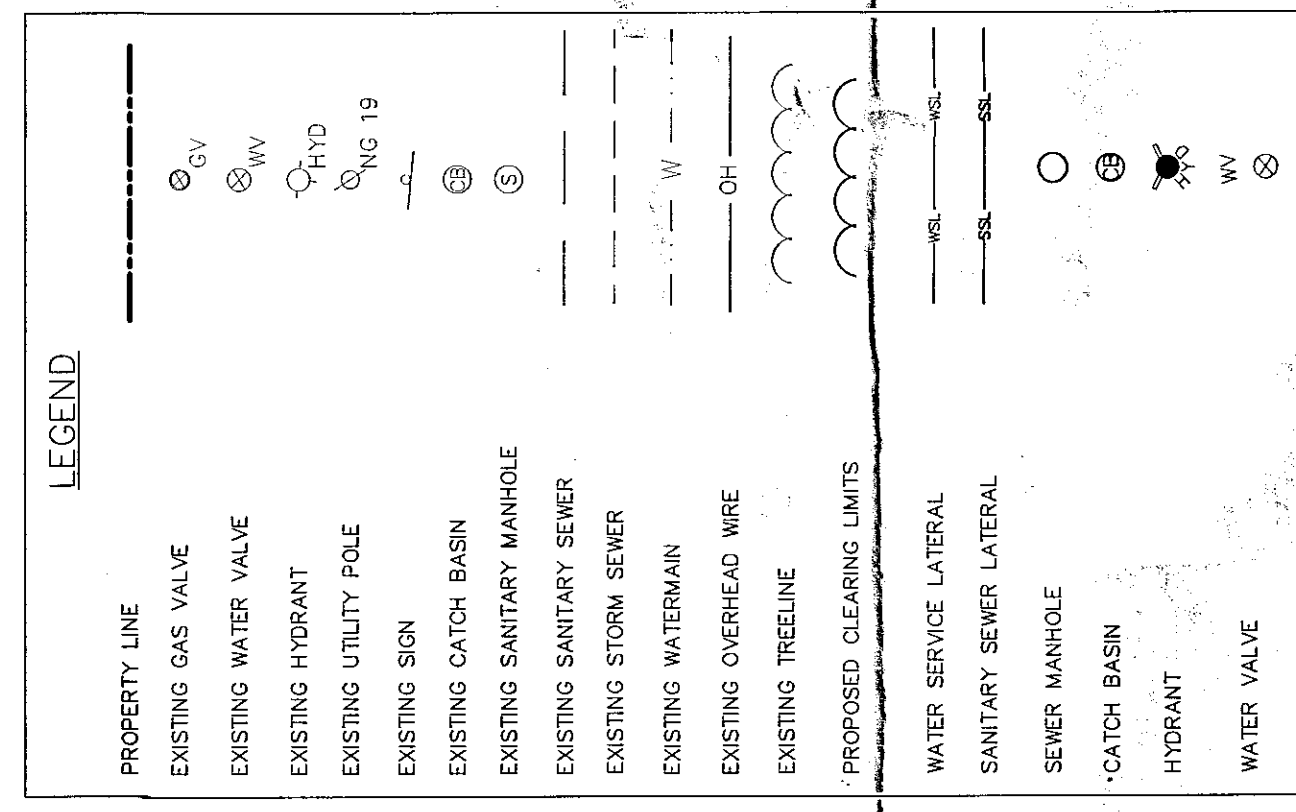 LEGEND
PROPERTY LINE
EXISTING GAS VALVE GV
EXISTING WATER VALVE WV
EXISTING HYDRANT HYD
EXISTING UTILITY POLE NG 19
EXISTING SIGN
EXISTING CATCH BASIN CB
EXISTING SANITARY MANHOLE S
EXISTING SANITARY SEWER
EXISTING STORM SEWER
EXISTING WATERMAIN W
EXISTING OVERHEAD WIRE OH
EXISTING TREELINE
PROPOSED CLEARING LIMITS
WATER SERVICE LATERAL WSL WSL
SANITARY SEWER LATERAL SSL SSL
SEWER MANHOLE
CATCH BASIN CB
HYDRANT HYD
WATER VALVE WV